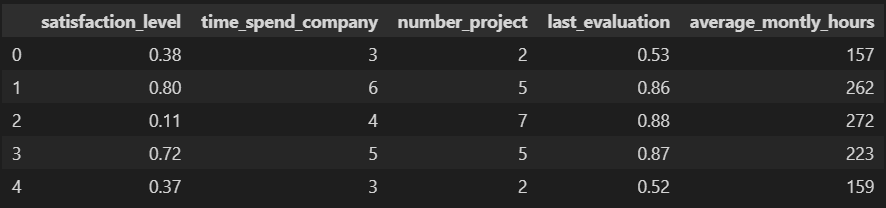 satisfaction_level time_spend_company number_project last_evaluation average_montly_hours
0 0.38 3 2 0.53 157
1 0.80 6 5 0.86 262
2 0.11 4 7 0.88 272
3 0.72 5 5 0.87 223
4 0.37 3 2 0.52 159